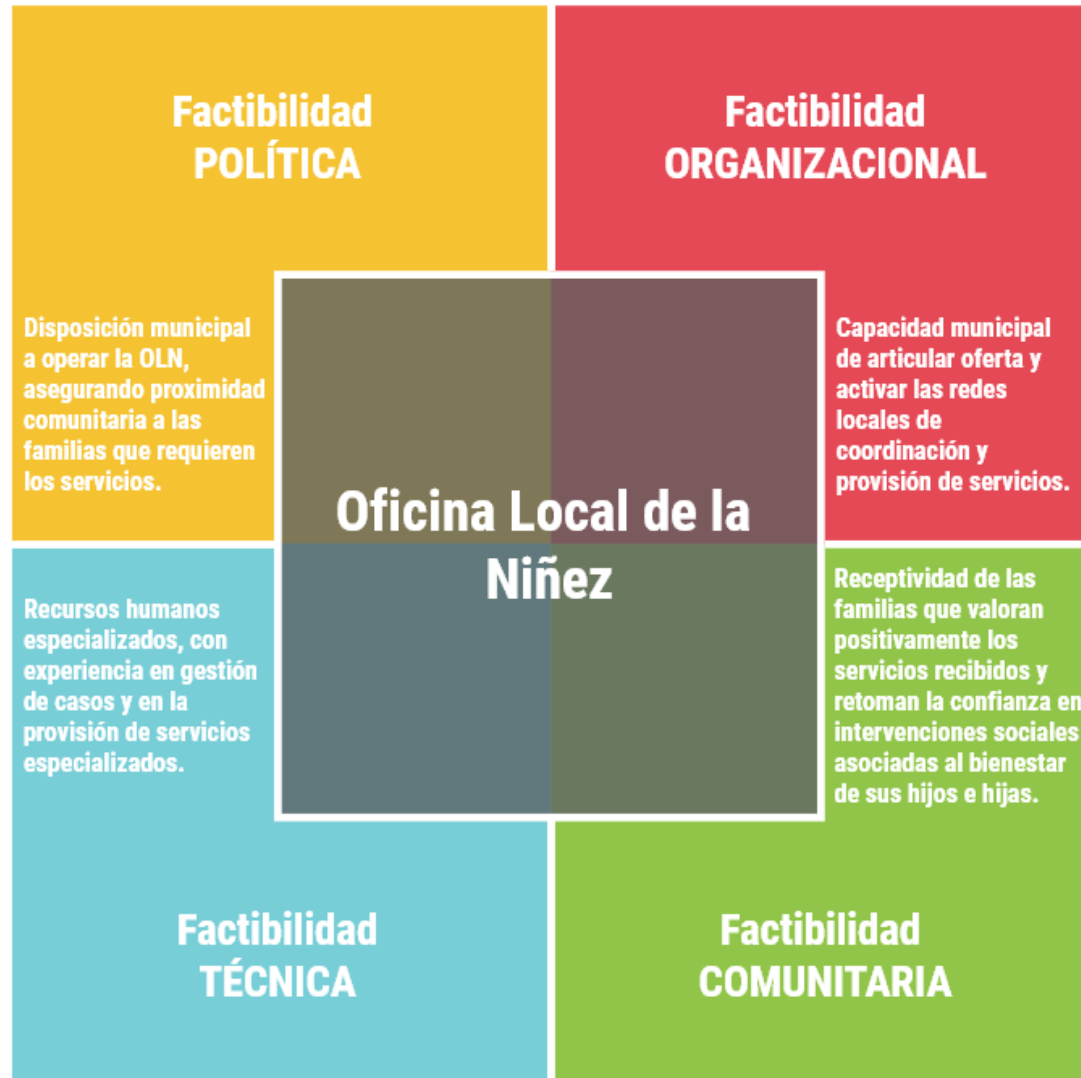 Factibilidad
POLÍTICA
Factibilidad
ORGANIZACIONAL
Disposición municipal
a operar la OLN,
asegurando proximidad
comunitaria a las
familias que requieren
los servicios.
Capacidad municipal
de articular oferta y
activar las redes
locales de
coordinación y
provisión de servicios.
Oficina Local de la
Niñez
Recursos humanos
especializados, con
experiencia en gestión
de casos y en la
provisión de servicios
especializados.
Receptividad de las
familias que valoran
positivamente los
servicios recibidos y
retoman la confianza en
intervenciones sociales
asociadas al bienestar
de sus hijos e hijas.
Factibilidad
TÉCNICA
Factibilidad
COMUNITARIA